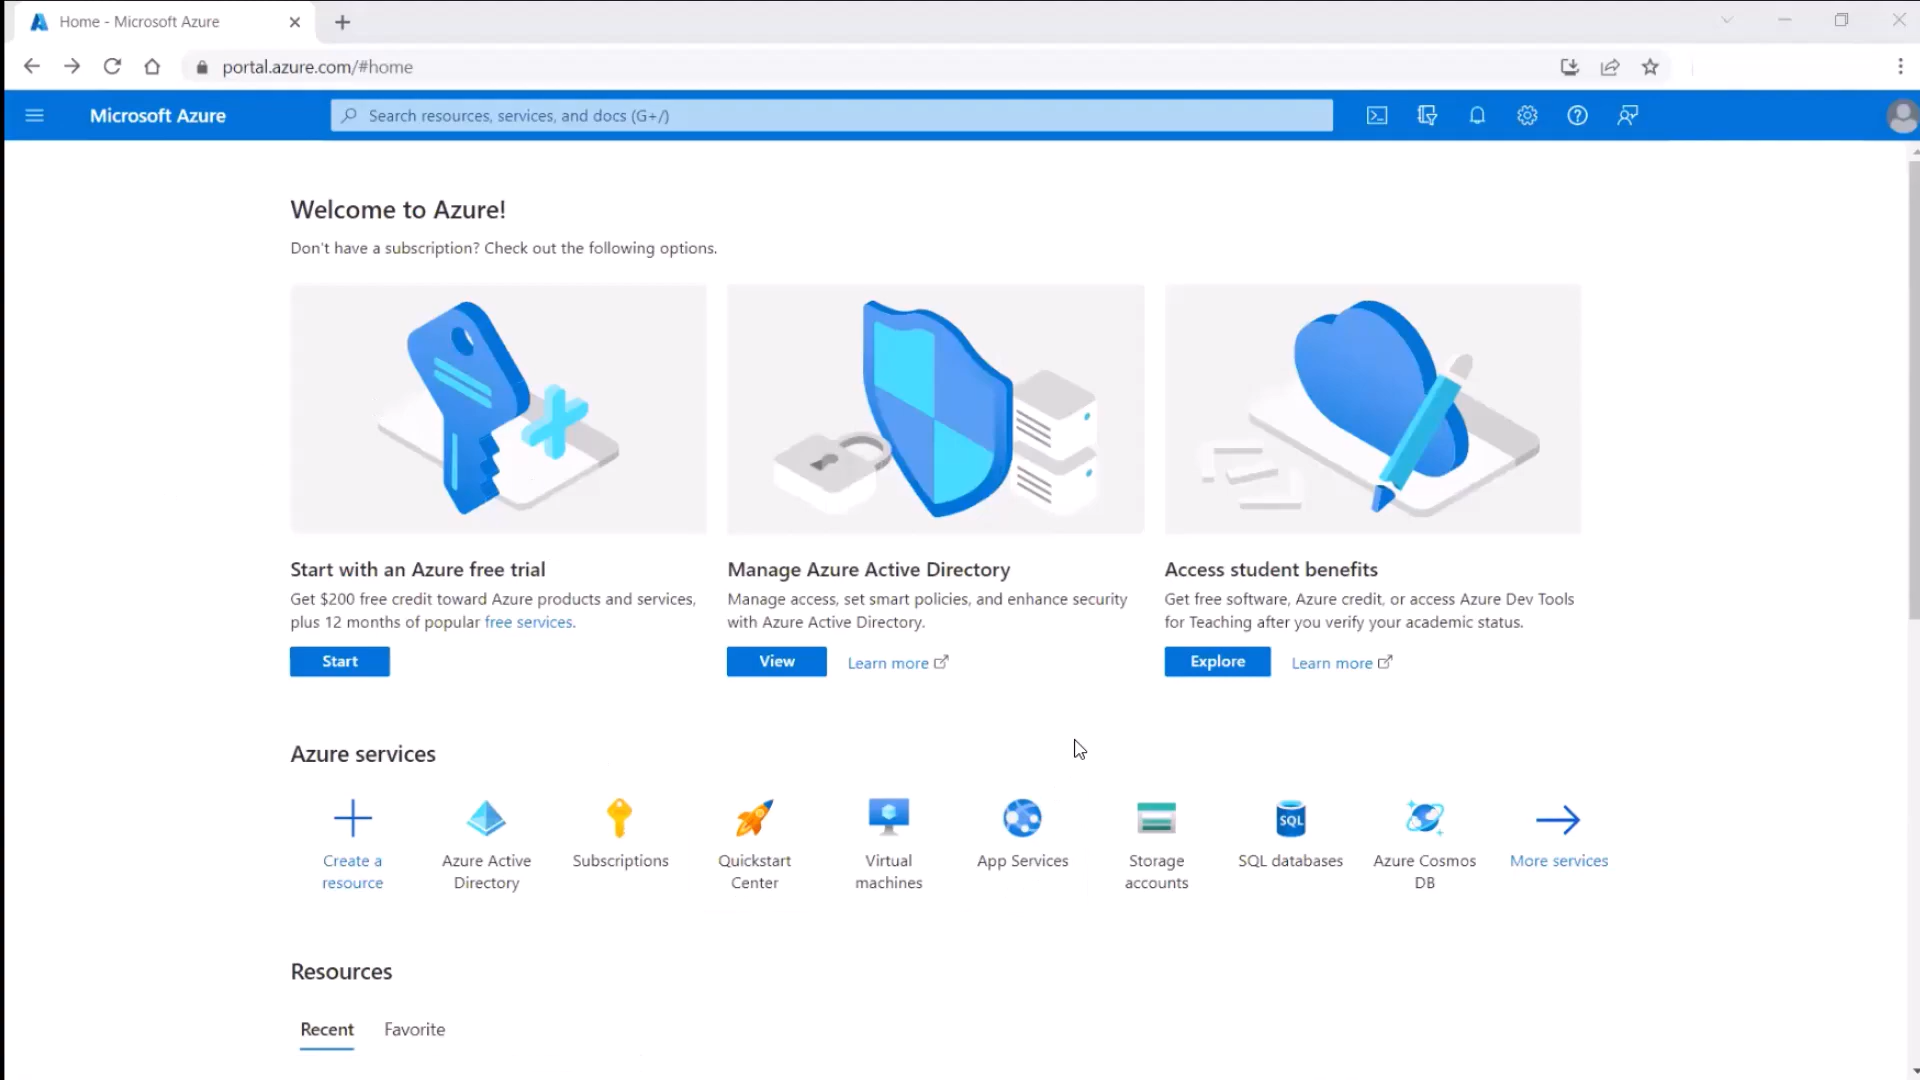 Home - Microsoft Azure
portal.azure.com/#home
Microsoft Azure
Search resources, services, and docs (G+/)
Welcome to Azure!
Don't have a subscription? Check out the following options.
Start with an Azure free trial
Get $200 free credit toward Azure products and services,
plus 12 months of popular free services.
Start
Manage Azure Active Directory
Manage access, set smart policies, and enhance security
with Azure Active Directory.
View
Learn more
Access student benefits
Get free software, Azure credit, or access Azure Dev Tools
for Teaching after you verify your academic status.
Explore
Learn more
Azure services
Create a
resource
Azure Active
Directory
Subscriptions
Quickstart
Center
Virtual
machines
App Services
Storage
accounts
SQL
SQL databases
Azure Cosmos
DB
More services
Resources
Recent
Favorite